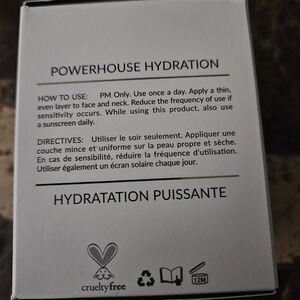 POWERHOUSE HYDRATION
HOW TO USE: PM Only. Use once a day. Apply a thin,
even layer to face and neck. Reduce the frequency of use if
sensitivity occurs. While using this product, also use
a sunscreen daily.
DIRECTIVES: Utiliser le soir seulement. Appliquer une
couche mince et uniforme sur la peau propre et sèche.
En cas de sensibilité, réduire la fréquence d'utilisation.
Utiliser également un écran solaire chaque jour.
HYDRATATION PUISSANTE
crueltyfree
12M